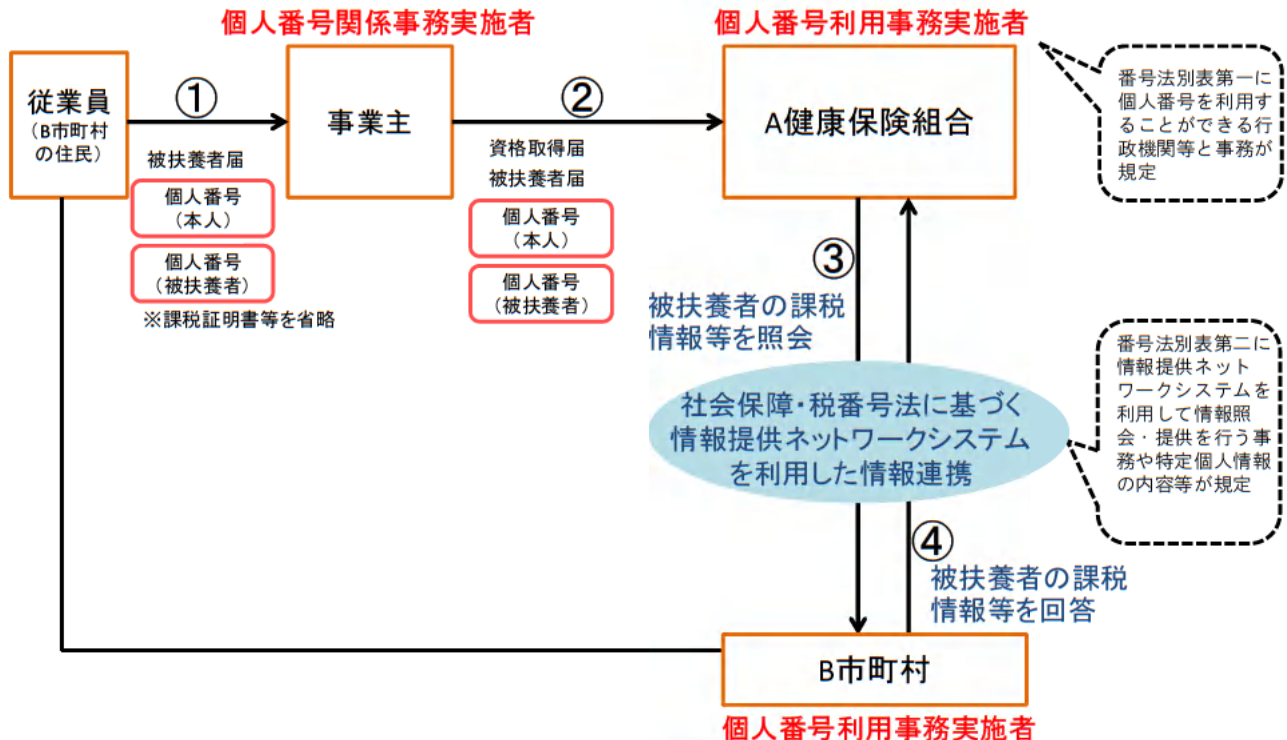 個人番号関係事務実施者
個人番号利用事務実施者
従業員
(B市町村
の住民)
①
事業主
②
A健康保険組合
番号法別表第一に
個人番号を利用す
ることができる行
政機関等と事務が
規定
被扶養者届
個人番号
(本人)
個人番号
(被扶養者)
※課税証明書等を省略
資格取得届
被扶養者届
個人番号
(本人)
個人番号
(被扶養者)
③
被扶養者の課税
情報等を照会
社会保障・税番号法に基づく
情報提供ネットワークシステム
を利用した情報連携
番号法別表第二に
情報提供ネット
ワークシステムを
利用して情報照
会・提供を行う事
務や特定個人情報
の内容等が規定
④
被扶養者の課税
情報等を回答
B市町村
個人番号利用事務実施者